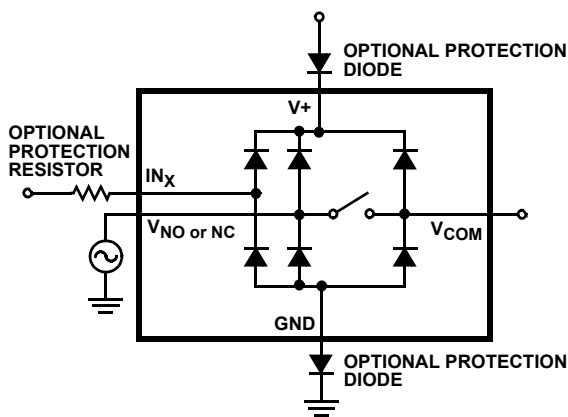 OPTIONAL PROTECTION
DIODE
V+
OPTIONAL
PROTECTION
RESISTOR
INX
VNO or NC
VCOM
GND
OPTIONAL PROTECTION
DIODE